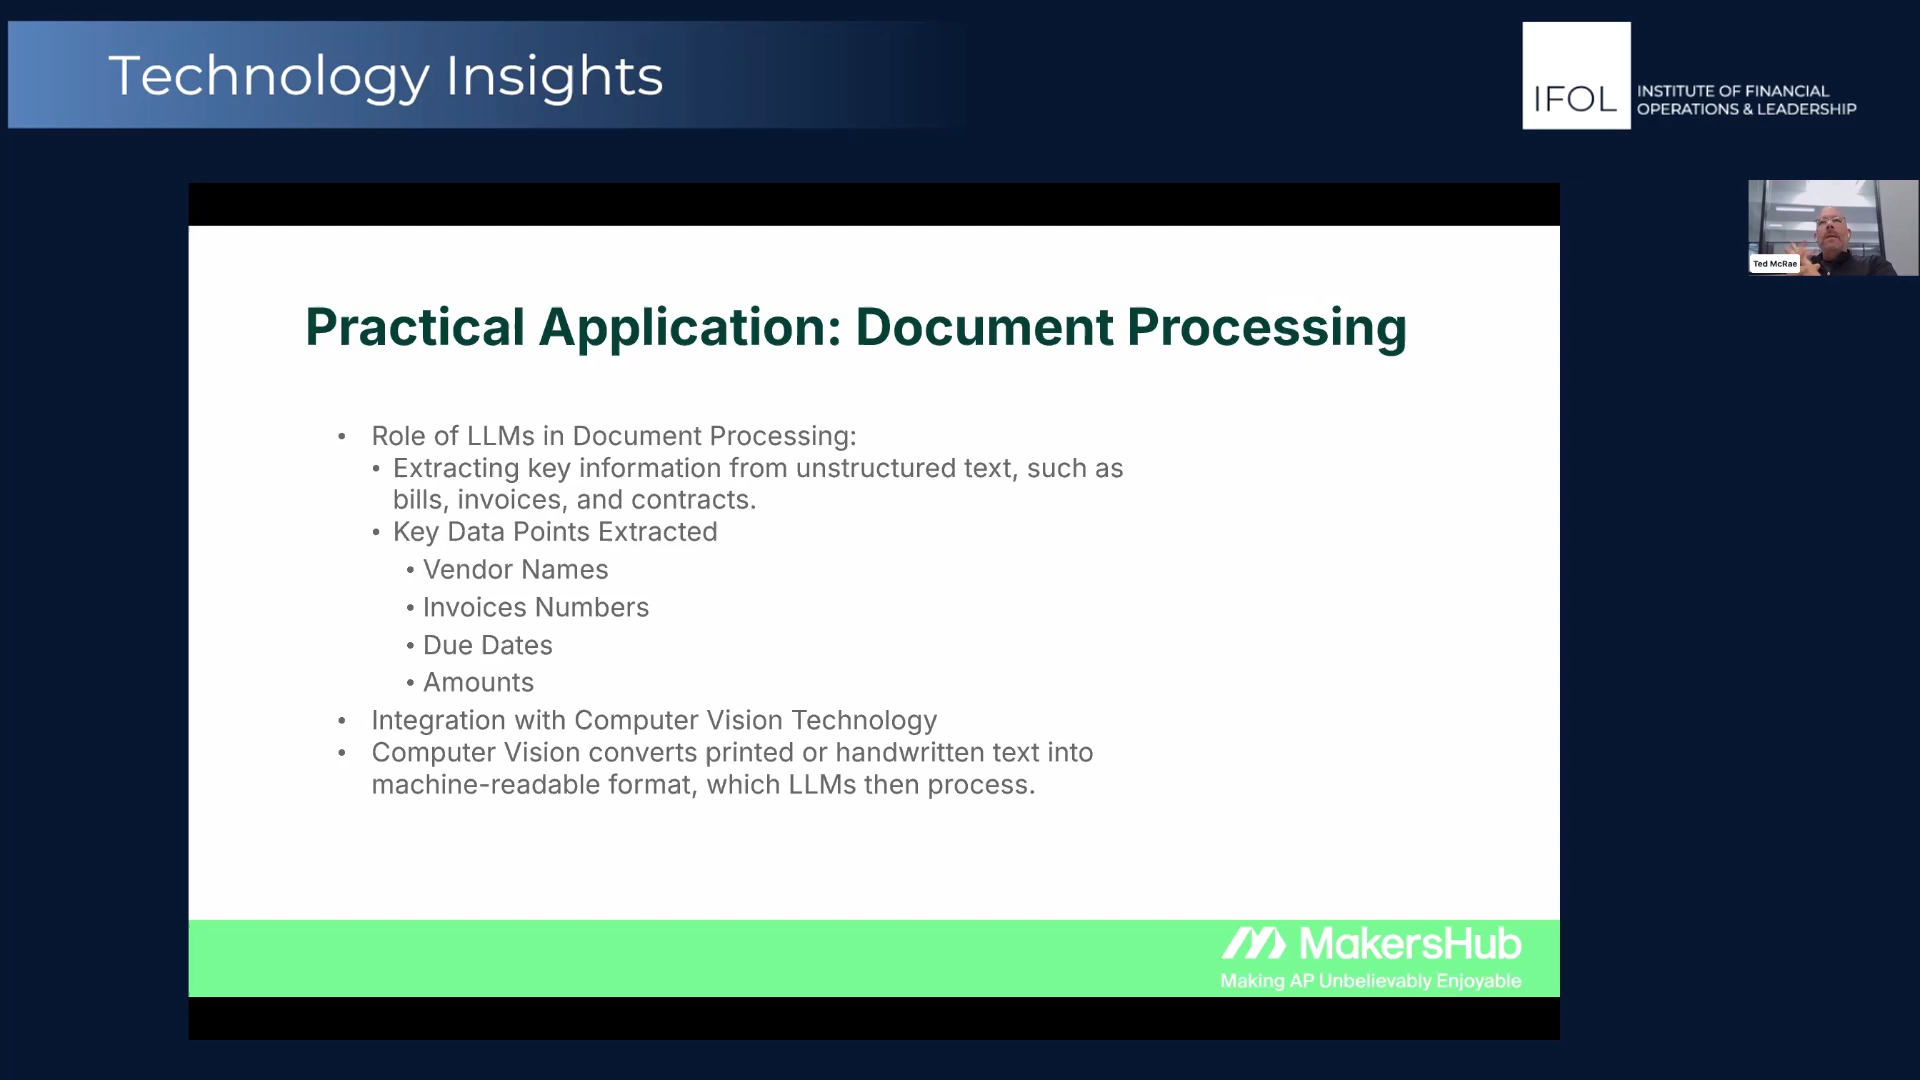 Technology Insights
IFOL
INSTITUTE OF FINANCIAL
OPERATIONS & LEADERSHIP
Ted McRae
Practical Application: Document Processing
• Role of LLMs in Document Processing:
• Extracting key information from unstructured text, such as
bills, invoices, and contracts.
• Key Data Points Extracted
• Vendor Names
• Invoices Numbers
• Due Dates
• Amounts
• Integration with Computer Vision Technology
• Computer Vision converts printed or handwritten text into
machine-readable format, which LLMs then process.
MakersHub
Making AP Unbelievably Enjoyable